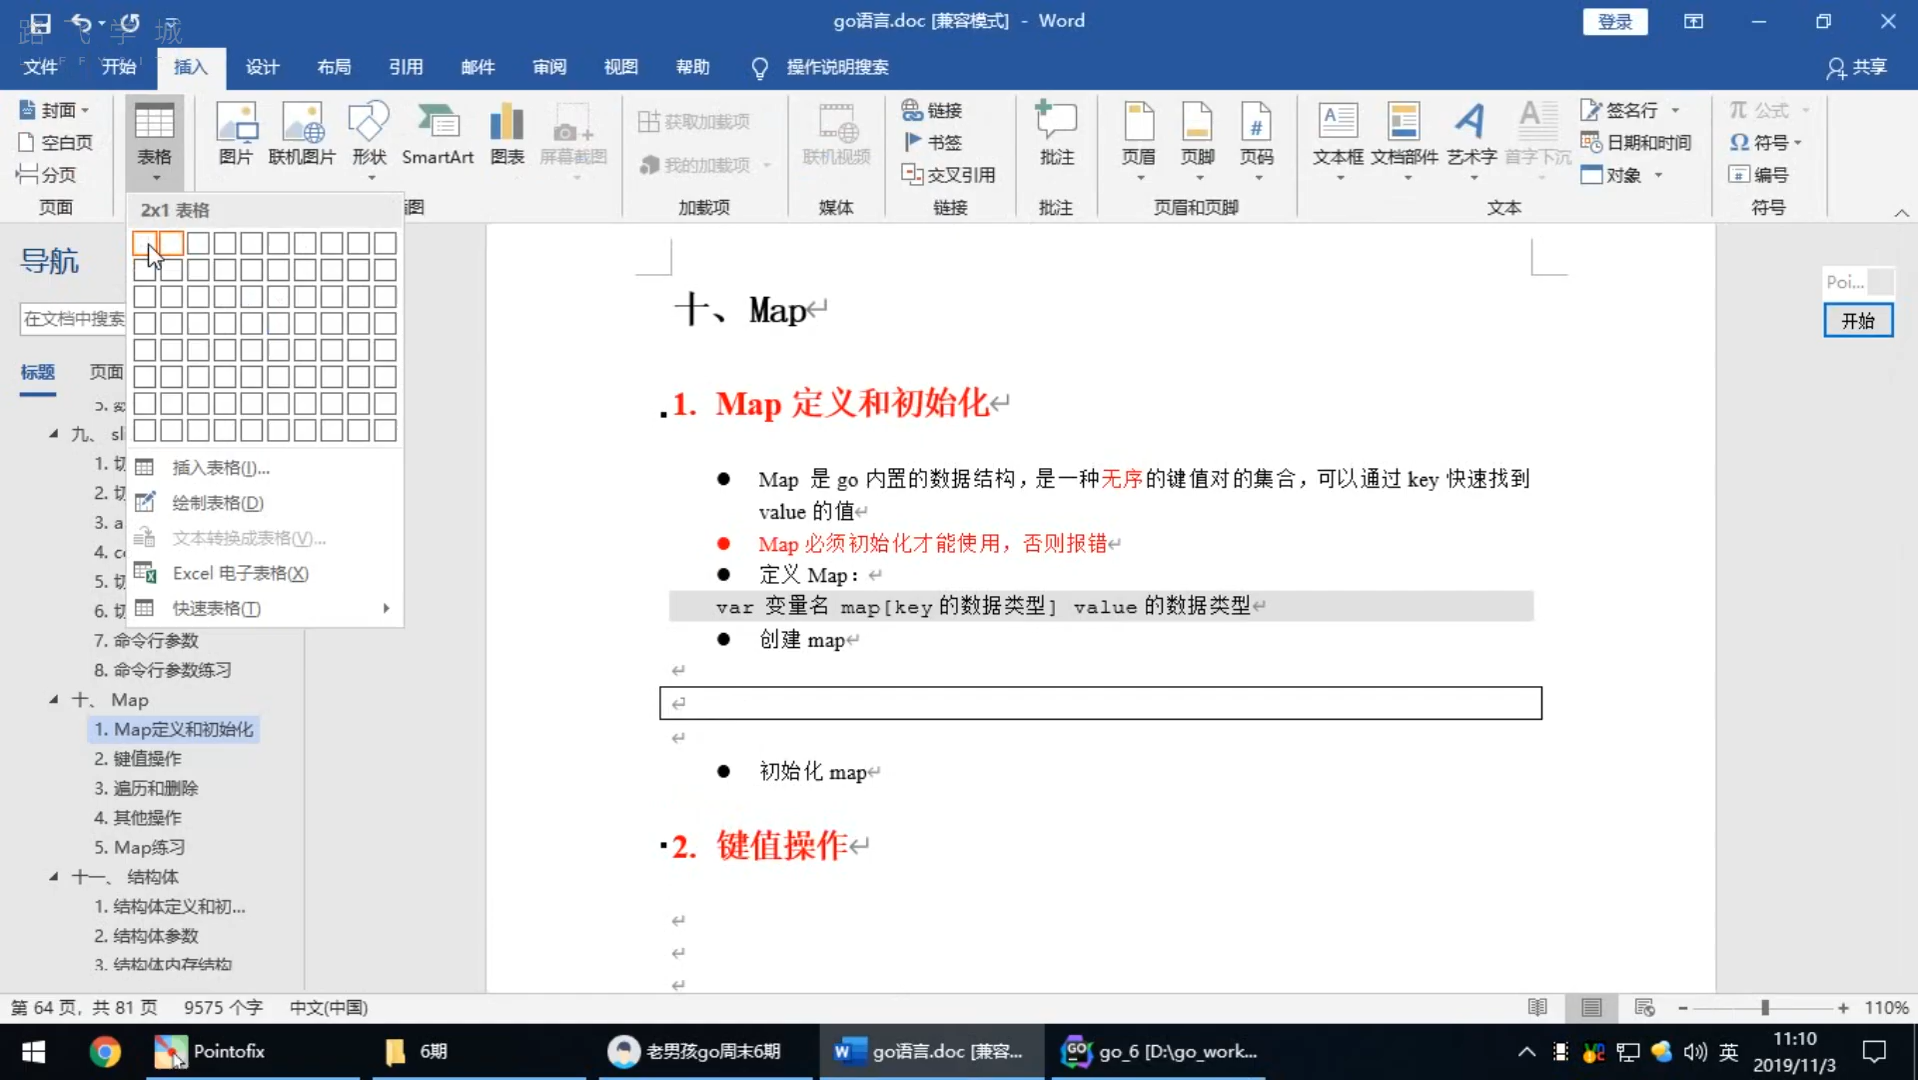 路飞学城
go语言.doc [兼容模式] - Word
登录
文件 开始 插入 设计 布局 引用 邮件 审阅 视图 帮助 操作说明搜索 共享
封面
空白页
分页
页面
表格
图片 联机图片 形状 SmartArt 图表 屏幕截图
图
获取加载项
我的加载项
加载项
联机视频
媒体
链接
书签
交叉引用
链接
批注
批注
页眉 页脚 页码
页眉和页脚
文本框 文档部件 艺术字 首字下沉
签名行
日期和时间
对象
文本
π 公式
Ω 符号
编号
符号
2x1 表格
插入表格(I)...
绘制表格(D)
文本转换成表格(V)...
Excel 电子表格(X)
快速表格(T)
导航
在文档中搜索
标题 页面
九、 sl
1. 切
2. 切
3. a
5. 切
6. 切
7. 命令行参数
8. 命令行参数练习
十、 Map
1. Map定义和初始化
2. 键值操作
3. 遍历和删除
4. 其他操作
5. Map练习
十一、 结构体
1. 结构体定义和初...
2. 结构体参数
3. 结构体内存结构
十、Map
1. Map 定义和初始化
● Map 是 go 内置的数据结构，是一种无序的键值对的集合，可以通过 key 快速找到
value 的值
● Map 必须初始化才能使用，否则报错
● 定义 Map：
var 变量名 map[key 的数据类型] value 的数据类型
● 创建 map
● 初始化 map
2. 键值操作
Poi...
开始
第 64 页，共 81 页 9575 个字 中文(中国) 110%
Pointofix 6期 老男孩go周末6期 go语言.doc [兼容... go_6 [D:\go_work... 英
11:10
2019/11/3